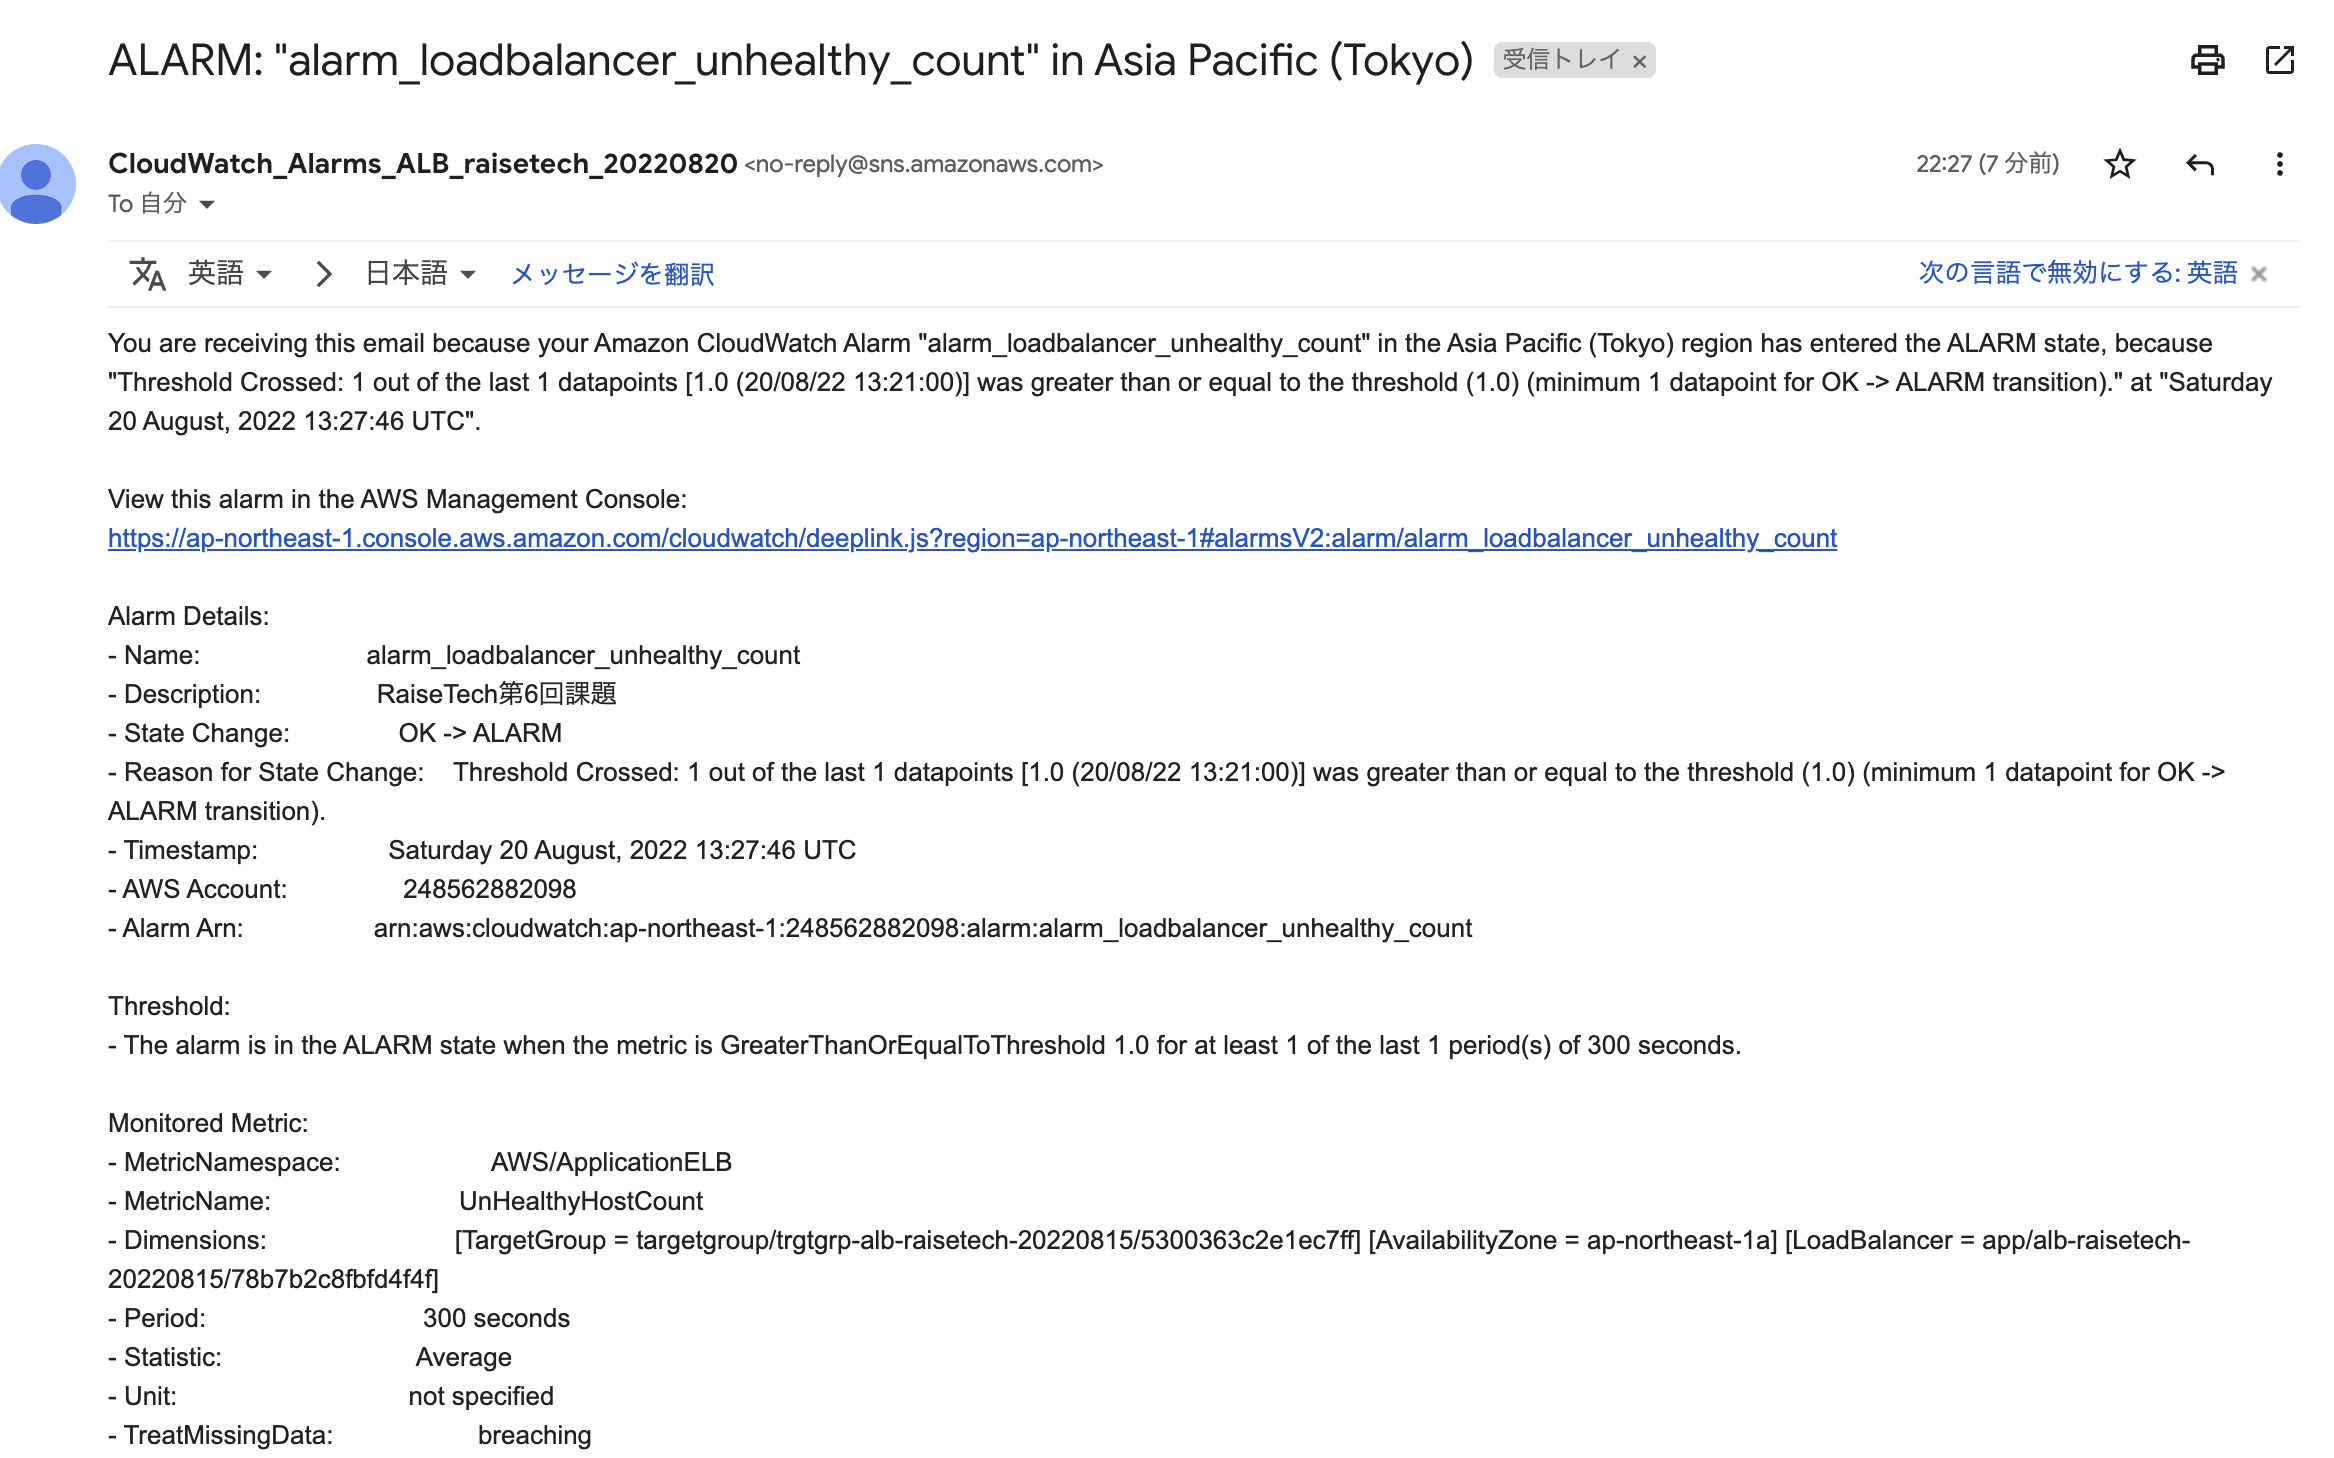 ALARM: "alarm_loadbalancer_unhealthy_count" in Asia Pacific (Tokyo) 受信トレイ ×
CloudWatch_Alarms_ALB_raisetech_20220820 <no-reply@sns.amazonaws.com> 22:27 (7 分前)
To 自分
英語 日本語 メッセージを翻訳 次の言語で無効にする: 英語 ×
You are receiving this email because your Amazon CloudWatch Alarm "alarm_loadbalancer_unhealthy_count" in the Asia Pacific (Tokyo) region has entered the ALARM state, because
"Threshold Crossed: 1 out of the last 1 datapoints [1.0 (20/08/22 13:21:00)] was greater than or equal to the threshold (1.0) (minimum 1 datapoint for OK -> ALARM transition)." at "Saturday
20 August, 2022 13:27:46 UTC".
View this alarm in the AWS Management Console:
https://ap-northeast-1.console.aws.amazon.com/cloudwatch/deeplink.js?region=ap-northeast-1#alarmsV2:alarm/alarm_loadbalancer_unhealthy_count
Alarm Details:
- Name: alarm_loadbalancer_unhealthy_count
- Description: RaiseTech第6回課題
- State Change: OK -> ALARM
- Reason for State Change: Threshold Crossed: 1 out of the last 1 datapoints [1.0 (20/08/22 13:21:00)] was greater than or equal to the threshold (1.0) (minimum 1 datapoint for OK ->
ALARM transition).
- Timestamp: Saturday 20 August, 2022 13:27:46 UTC
- AWS Account: 248562882098
- Alarm Arn: arn:aws:cloudwatch:ap-northeast-1:248562882098:alarm:alarm_loadbalancer_unhealthy_count
Threshold:
- The alarm is in the ALARM state when the metric is GreaterThanOrEqualToThreshold 1.0 for at least 1 of the last 1 period(s) of 300 seconds.
Monitored Metric:
- MetricNamespace: AWS/ApplicationELB
- MetricName: UnHealthyHostCount
- Dimensions: [TargetGroup = targetgroup/trgtgrp-alb-raisetech-20220815/5300363c2e1ec7ff] [AvailabilityZone = ap-northeast-1a] [LoadBalancer = app/alb-raisetech-
20220815/78b7b2c8fbfd4f4f]
- Period: 300 seconds
- Statistic: Average
- Unit: not specified
- TreatMissingData: breaching